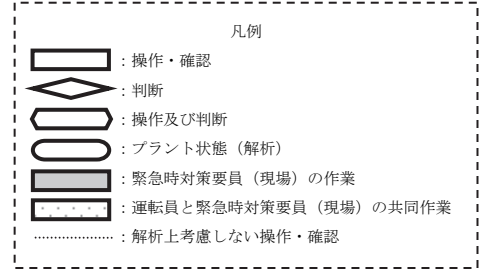 凡例
：操作・確認
：判断
：操作及び判断
：プラント状態（解析）
：緊急時対策要員（現場）の作業
：運転員と緊急時対策要員（現場）の共同作業
：解析上考慮しない操作・確認